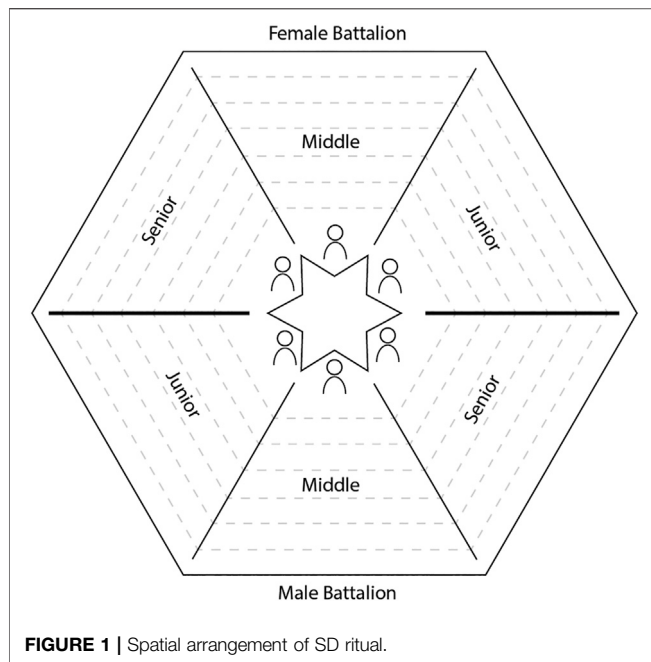 Female Battalion
Middle
Senior
Junior
Junior
Senior
Middle
Male Battalion
FIGURE 1 | Spatial arrangement of SD ritual.